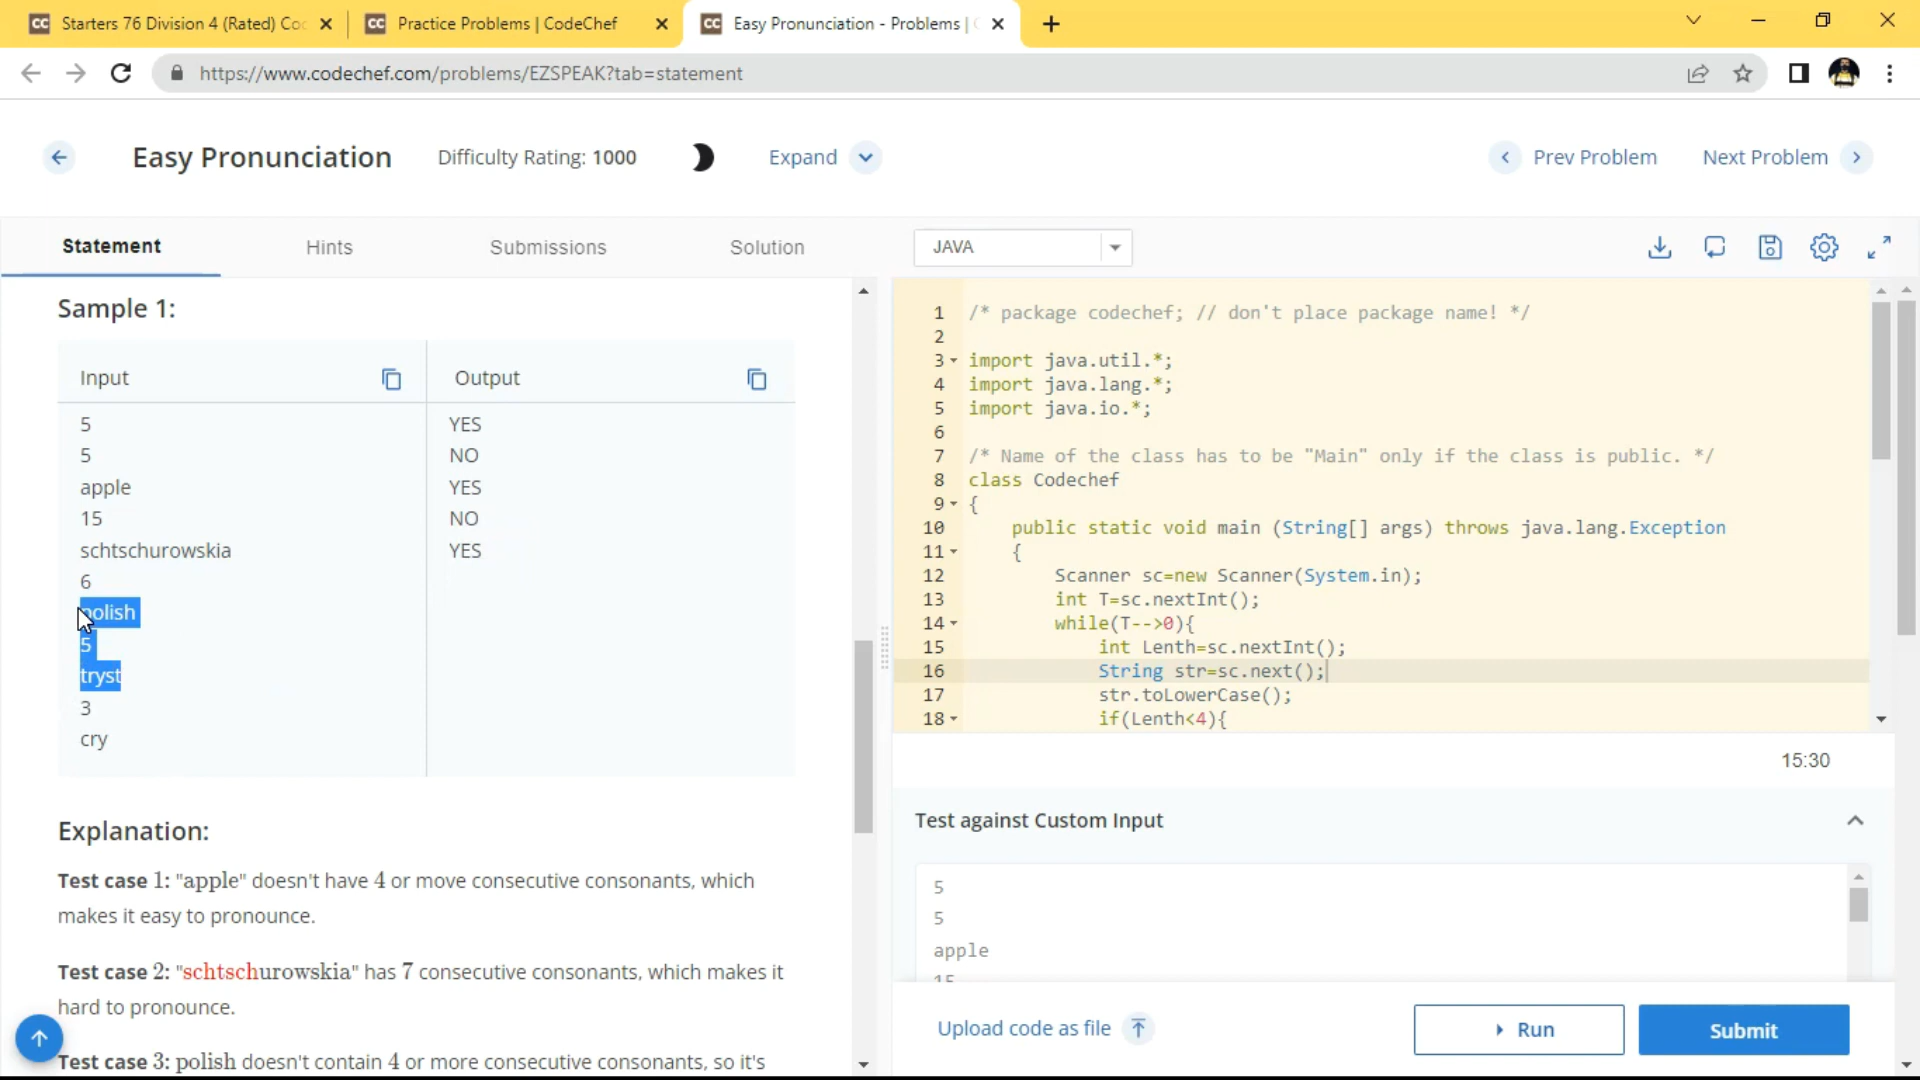 Starters 76 Division 4 (Rated) Co
Practice Problems | CodeChef
Easy Pronunciation - Problems |
https://www.codechef.com/problems/EZSPEAK?tab=statement
Easy Pronunciation
Difficulty Rating: 1000
Expand
Prev Problem
Next Problem
Statement
Hints
Submissions
Solution
Sample 1:
Input
Output
5
5
apple
15
schtschurowskia
6
polish
5
tryst
3
cry
YES
NO
YES
NO
YES
Explanation:
Test case 1: "apple" doesn't have 4 or move consecutive consonants, which
makes it easy to pronounce.
Test case 2: "schtschurowskia" has 7 consecutive consonants, which makes it
hard to pronounce.
Test case 3: polish doesn't contain 4 or more consecutive consonants, so it's
JAVA
1 /* package codechef; // don't place package name! */
2
3 import java.util.*;
4 import java.lang.*;
5 import java.io.*;
6
7 /* Name of the class has to be "Main" only if the class is public. */
8 class Codechef
9 {
10 public static void main (String[] args) throws java.lang.Exception
11 {
12 Scanner sc=new Scanner(System.in);
13 int T=sc.nextInt();
14 while(T-->0){
15 int Lenth=sc.nextInt();
16 String str=sc.next();
17 str.toLowerCase();
18 if(Lenth<4){
15:30
Test against Custom Input
5
5
apple
15
Upload code as file
Run
Submit